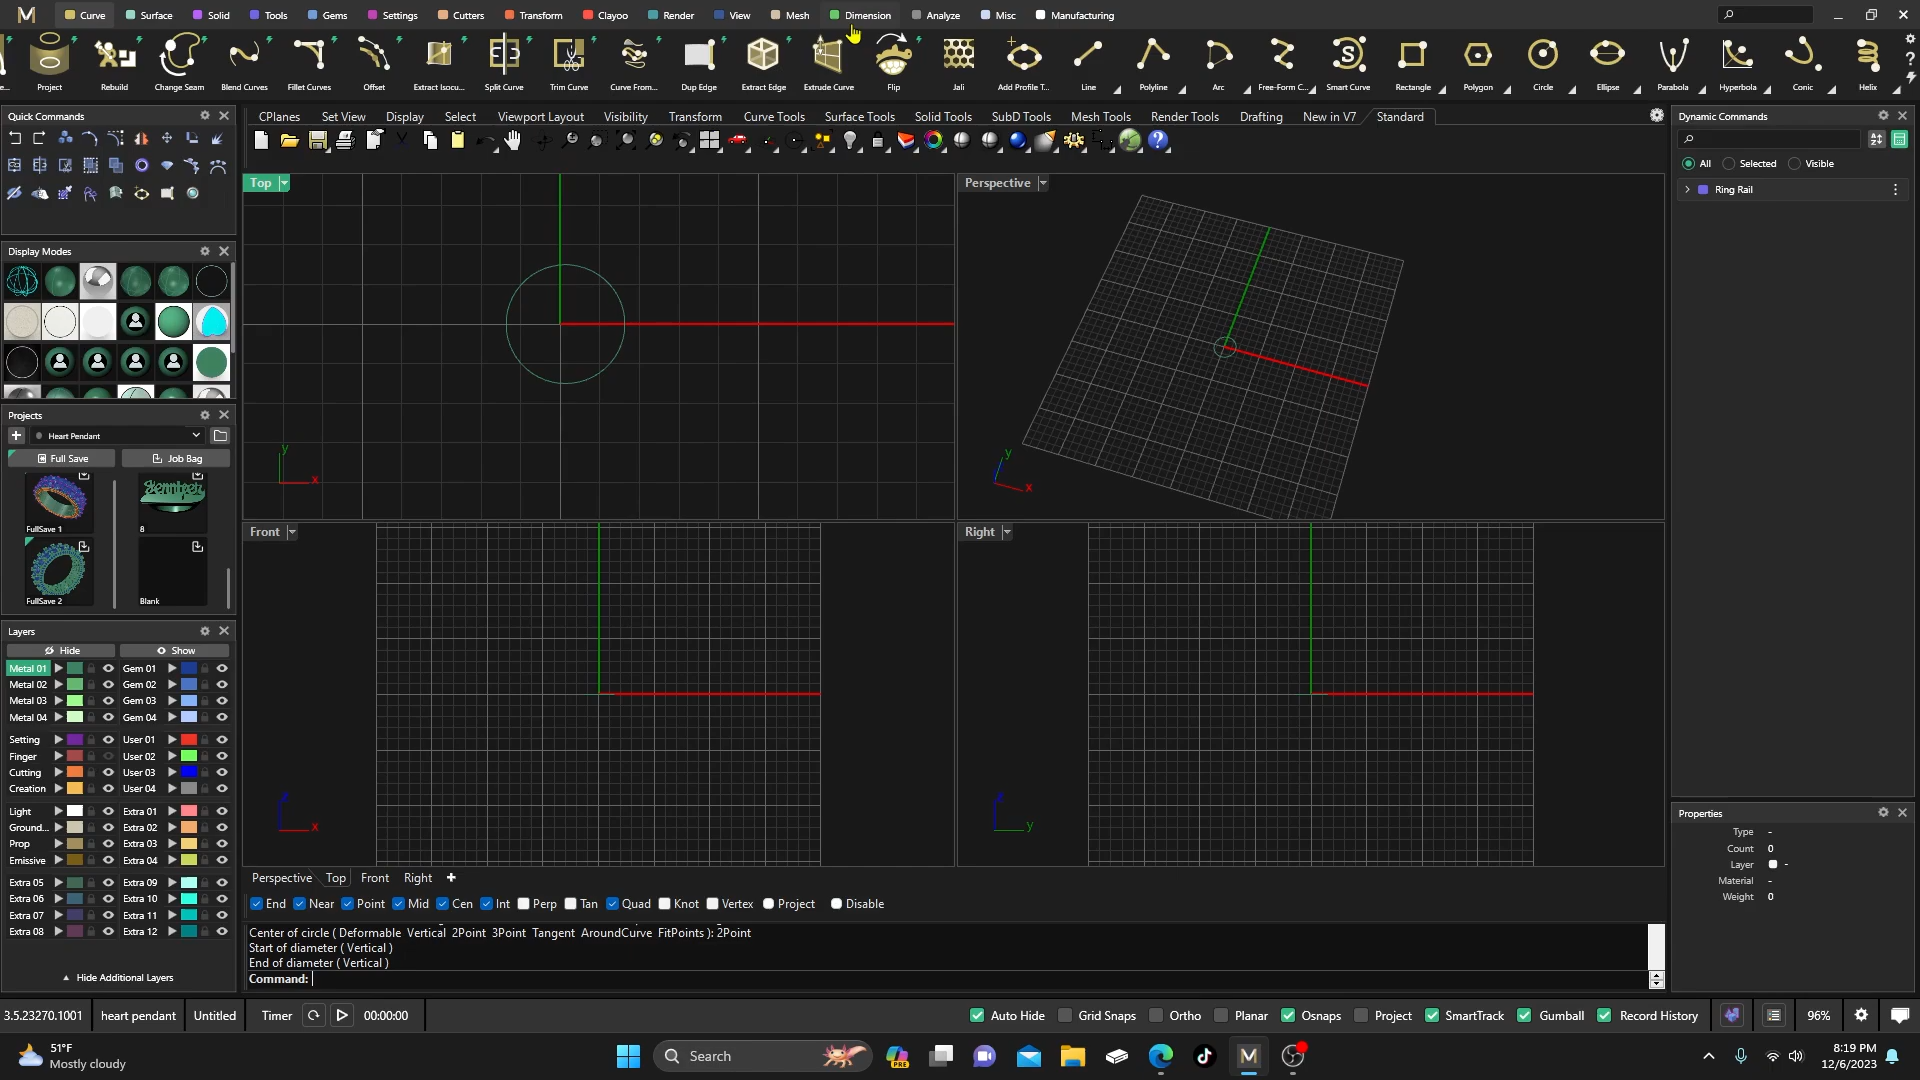 Curve Surface Solid Tools Gems Settings Cutters Transform Clayoo Render View Mesh Dimension Analyze Misc Manufacturing
Project Rebuild Change Seam Blend Curves Fillet Curves Offset Extract Isocu... Split Curve Trim Curve Curve From... Dup Edge Extract Edge Extrude Curve Flip Jali Add Profile T... Line Polyline Arc Free-Form C... Smart Curve Rectangle Polygon Circle Ellipse Parabola Hyperbola Conic Helix
Quick Commands
CPlanes Set View Display Select Viewport Layout Visibility Transform Curve Tools Surface Tools Solid Tools SubD Tools Mesh Tools Render Tools Drafting New in V7 Standard
Dynamic Commands
All Selected Visible
Ring Rail
Top
Perspective
Display Modes
Projects
Heart Pendant
Full Save Job Bag
FullSave 1 8
FullSave 2 Blank
y
x
y
x
Front
Right
Layers
Hide Show
Metal 01 Gem 01
Metal 02 Gem 02
Metal 03 Gem 03
Metal 04 Gem 04
Setting User 01
Finger User 02
Cutting User 03
Creation User 04
Light Extra 01
Ground... Extra 02
Prop Extra 03
Emissive Extra 04
Extra 05 Extra 09
Extra 06 Extra 10
Extra 07 Extra 11
Extra 08 Extra 12
Hide Additional Layers
z
x
z
y
Properties
Type -
Count 0
Layer -
Material -
Weight 0
Perspective Top Front Right
End Near Point Mid Cen Int Perp Tan Quad Knot Vertex Project Disable
Center of circle ( Deformable Vertical 2Point 3Point Tangent AroundCurve FitPoints ): 2Point
Start of diameter ( Vertical )
End of diameter ( Vertical )
Command:
3.5.23270.1001 heart pendant Untitled Timer 00:00:00 Auto Hide Grid Snaps Ortho Planar Osnaps Project SmartTrack Gumball Record History 96%
51°F
Mostly cloudy
Search
PRE
8:19 PM
12/6/2023